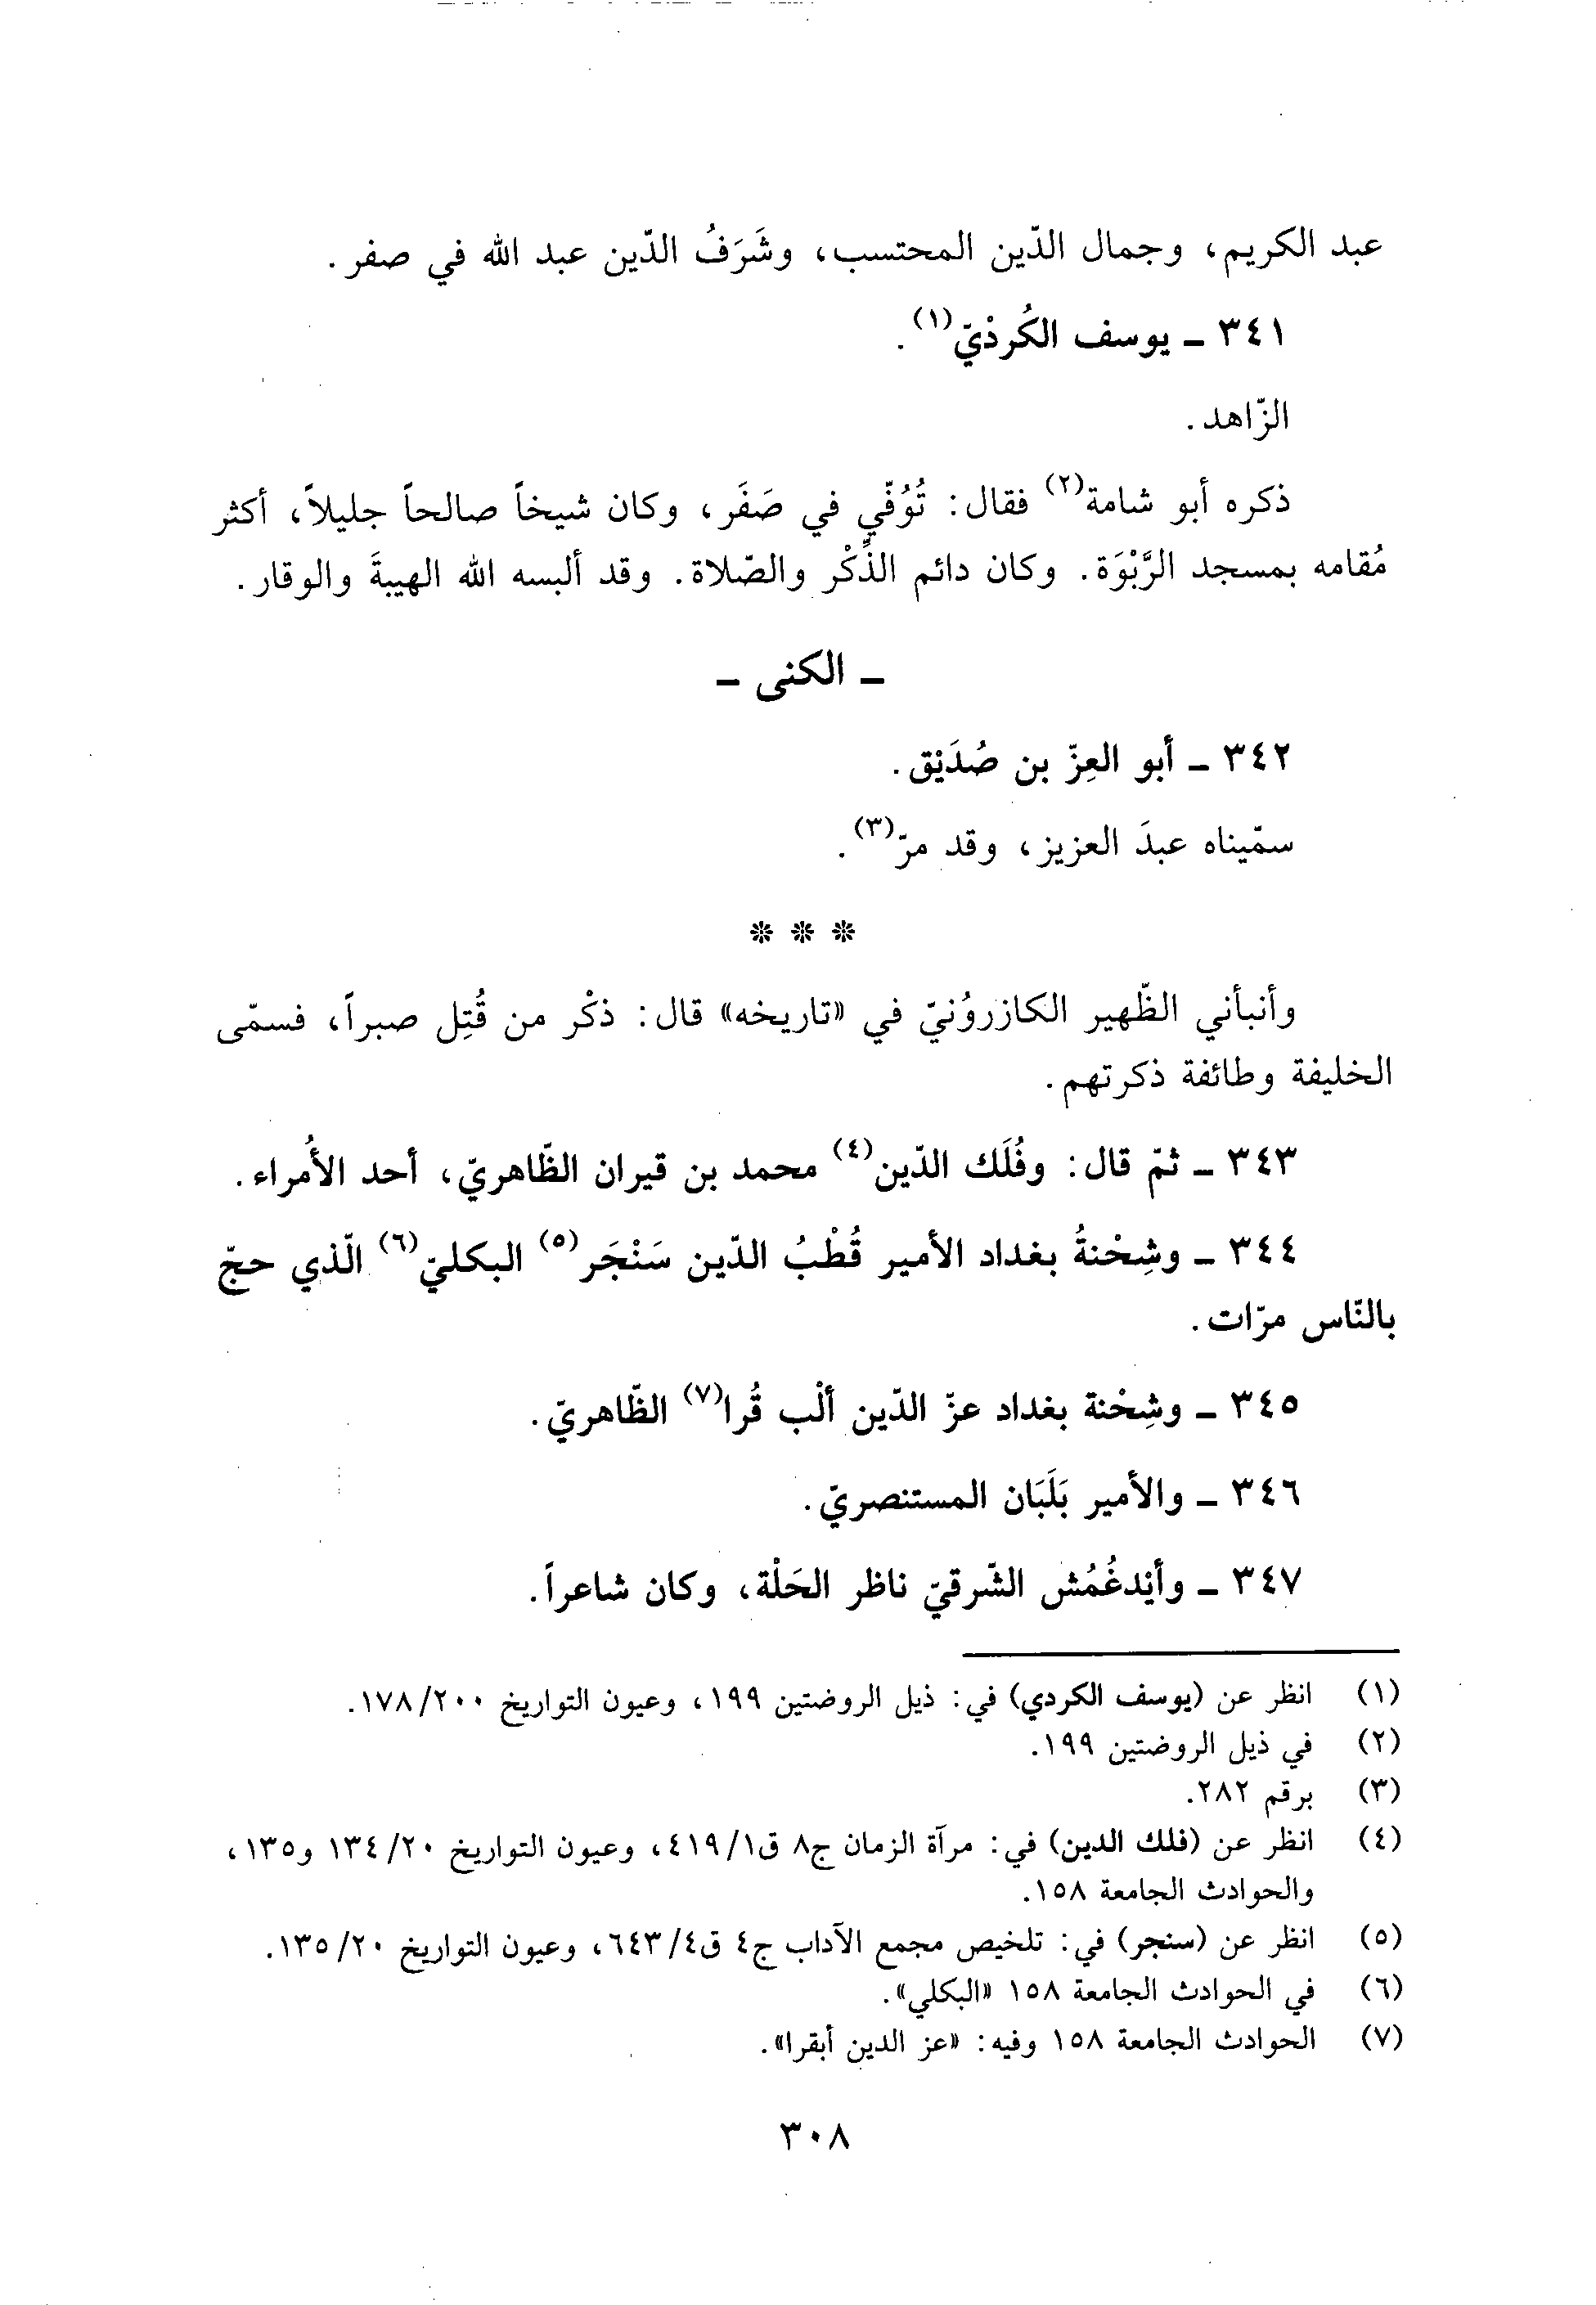 عبد الكريم، وجمال الدّين المحتسب، وشَرَفُ الدّين عبد الله في صفر.
٣٤١ ـ يوسف الكُرذيّ(١).
الزّاهد.
ذكره أبو شامة(٢) فقال: تُوُفّي في صَفَر، وكان شيخاً صالحاً جليلاً، أكثر
مُقامه بمسجد الرَّبْوَة. وكان دائم الذِّكْر والصّلاة. وقد ألبسه الله الهيبةَ والوقار.
ـ الكنى ـ
٣٤٢ ـ أبو العِزّ بن صُدَيْق.
سمّيناه عبدَ العزيز، وقد مرّ(٣).
* * *
وأنبأني الظّهير الكازروُنيّ في «تاريخه» قال: ذكْر من قُتِل صبراً، فسمّى
الخليفة وطائفة ذكرتهم.
٣٤٣ ـ ثمّ قال: وفُلَك الدّين(٤) محمد بن قيران الظّاهريّ، أحد الأُمراء.
٣٤٤ ـ وشِحْنةُ بغداد الأمير قُطْبُ الدّين سَنْجَر(٥) البكليّ(٦) الّذي حجّ
بالنّاس مرّات.
٣٤٥ ـ وشِحْنة بغداد عزّ الدّين ألْب قُرا(٧) الظّاهريّ.
٣٤٦ ـ والأمير بَلَبَان المستنصريّ.
٣٤٧ ـ وأيْدغُمُش الشّرقيّ ناظر الحَلْة، وكان شاعراً.
(١) انظر عن (يوسف الكردي) في: ذيل الروضتين ١٩٩، وعيون التواريخ ١٧٨/٢٠٠.
(٢) في ذيل الروضتين ١٩٩.
(٣) برقم ٢٨٢.
(٤) انظر عن (فلك الدين) في: مرآة الزمان ج٨ ق٤١٩/١، وعيون التواريخ ١٣٤/٢٠ و١٣٥،
والحوادث الجامعة ١٥٨.
(٥) انظر عن (سنجر) في: تلخيص مجمع الآداب ج٤ ق٦٤٣/٤، وعيون التواريخ ١٣٥/٢٠.
(٦) في الحوادث الجامعة ١٥٨ «البكلي».
(٧) الحوادث الجامعة ١٥٨ وفيه: «عز الدين أبقرا».
٣٠٨